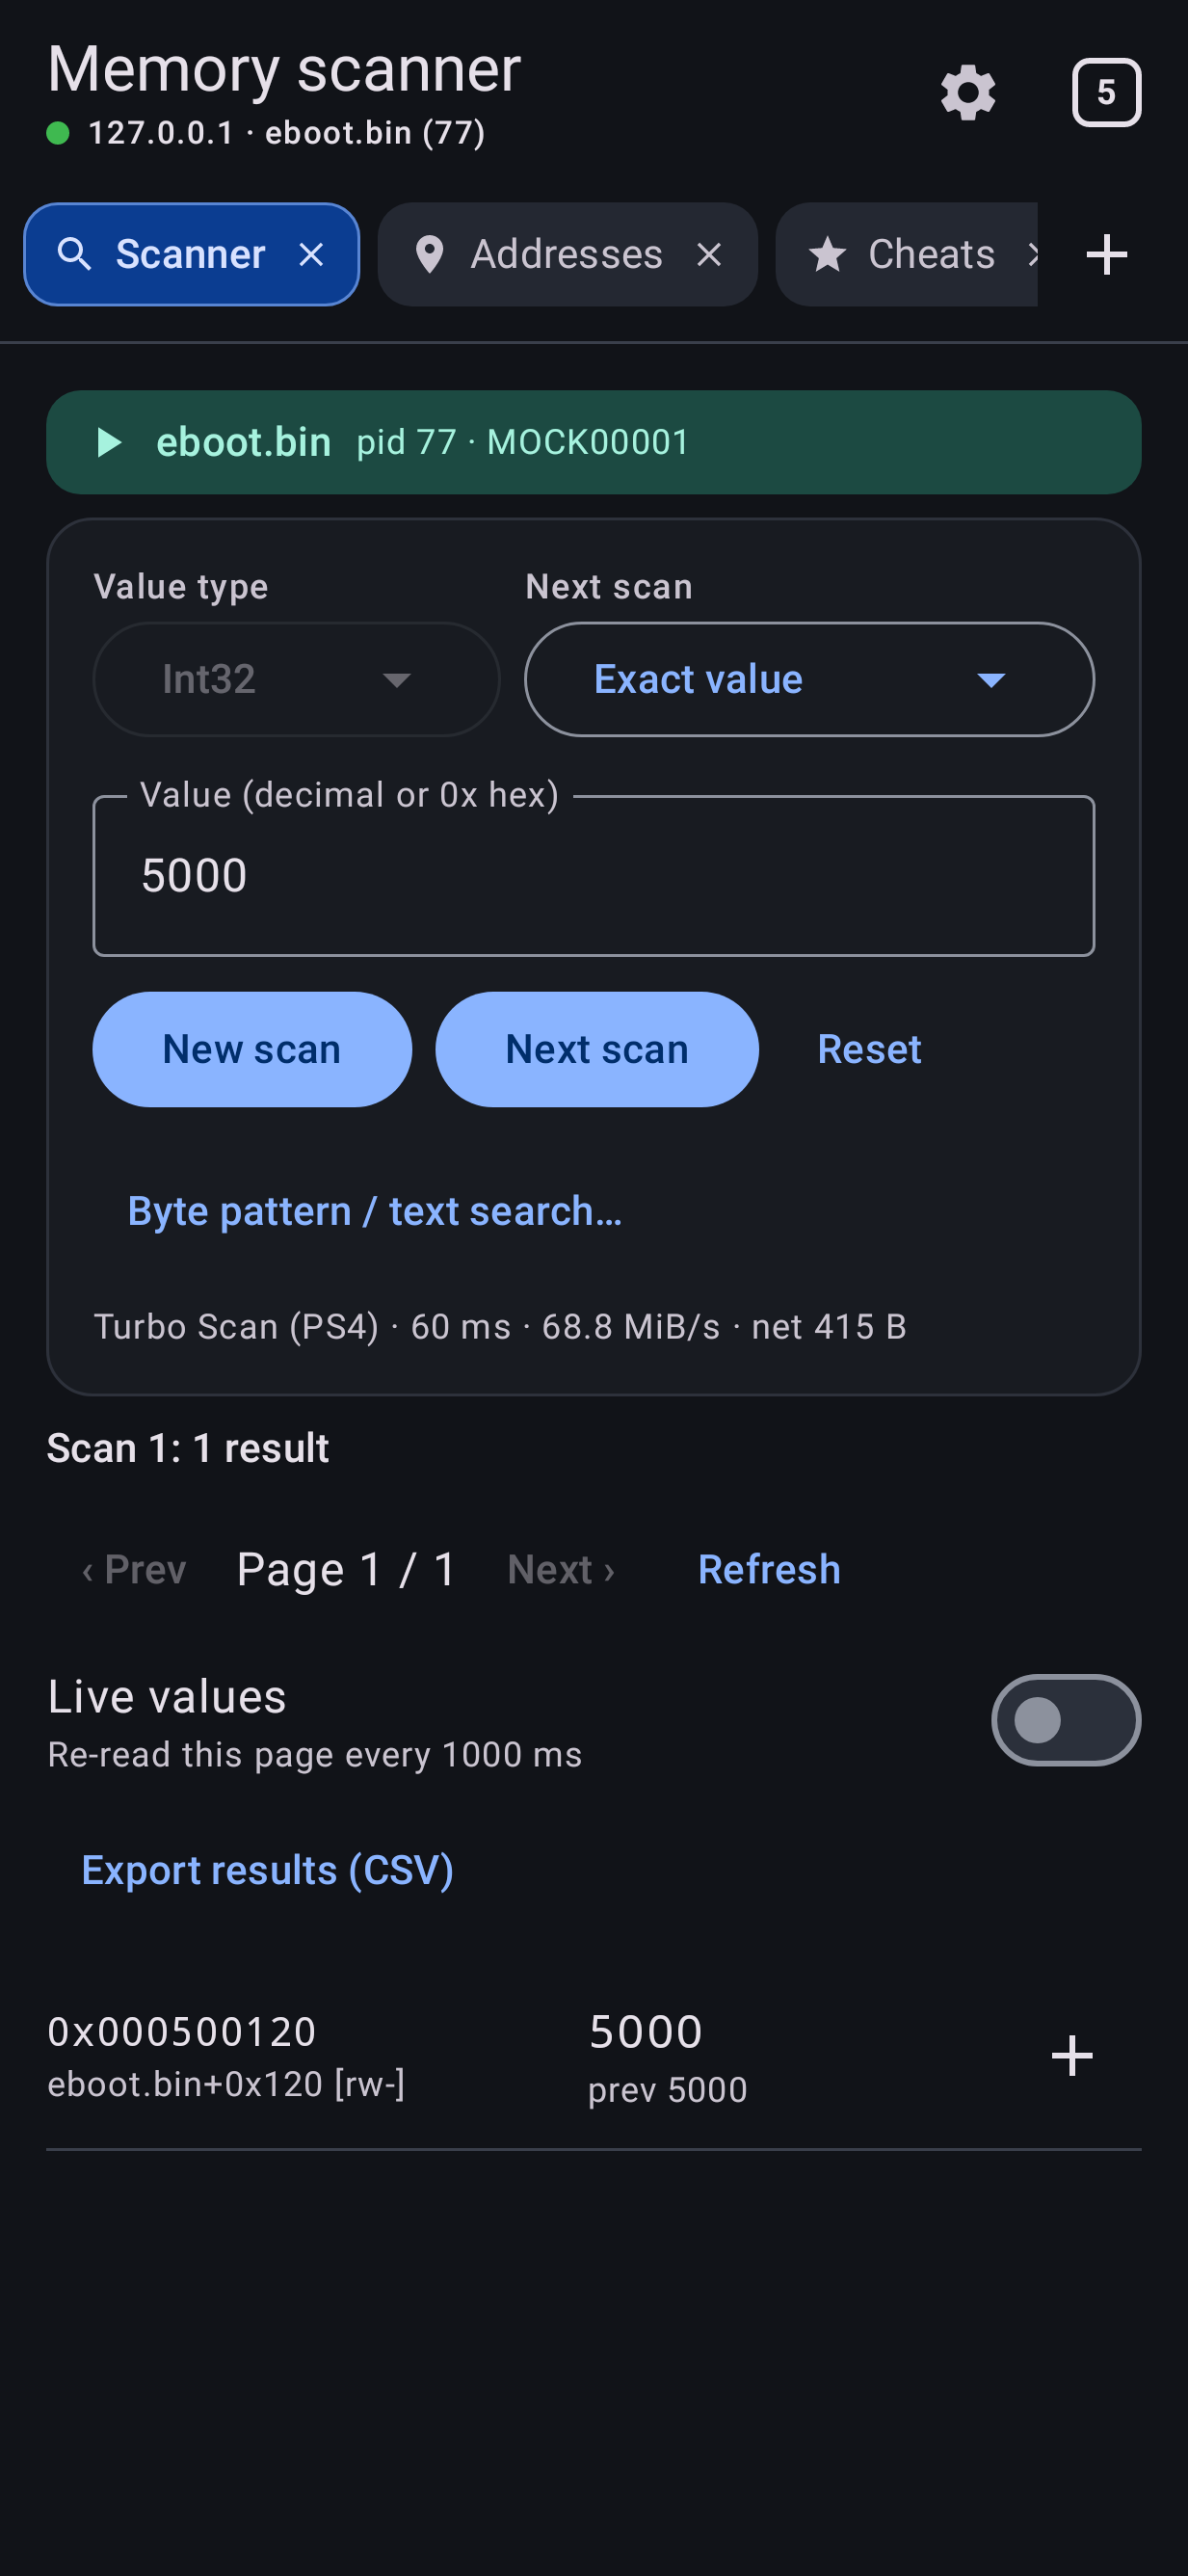 Memory scanner
127.0.0.1 · eboot.bin (77)
5
Scanner
Addresses
Cheats
eboot.bin pid 77 · MOCK00001
Value type
Next scan
Int32
Exact value
Value (decimal or 0x hex)
5000
New scan
Next scan
Reset
Byte pattern / text search…
Turbo Scan (PS4) · 60 ms · 68.8 MiB/s · net 415 B
Scan 1: 1 result
‹ Prev
Page 1 / 1
Next ›
Refresh
Live values
Re-read this page every 1000 ms
Export results (CSV)
0x000500120
5000
eboot.bin+0x120 [rw-]
prev 5000